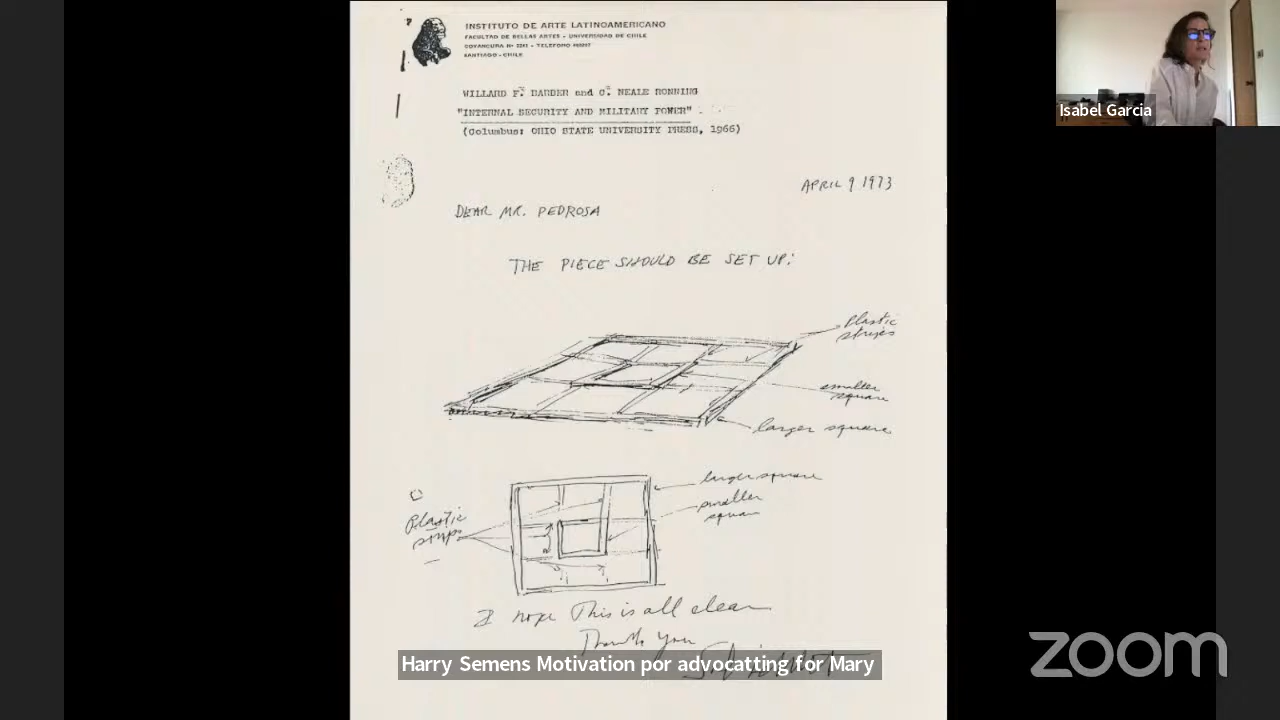 INSTITUTO DE ARTE LATINOAMERICANO
FACULTAD DE BELLAS ARTES - UNIVERSIDAD DE CHILE
SANTIAGO - CHILE
WILLARD F. BARBER and C. NEALE RONNING
"INTERNAL SECURITY AND MILITARY POWER"
(Columbus: OHIO STATE UNIVERSITY PRESS, 1966)
APRIL 9 1973
DEAR MR. PEDROSA
THE PIECE SHOULD BE SET UP:
Plastic
strips
smaller
square
larger square
larger square
smaller
square
Plastic
strips
I hope This is all clear
Thank you
Harry Semens Motivation por advocatting for Mary
Isabel Garcia
zoom